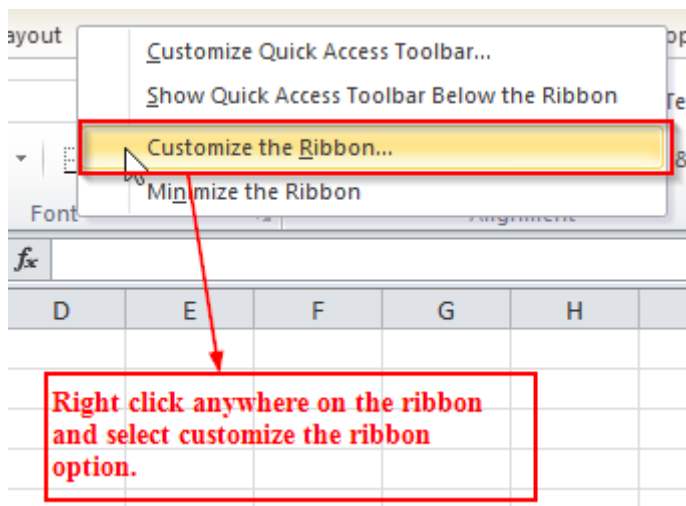 ayout
Customize Quick Access Toolbar...
Show Quick Access Toolbar Below the Ribbon
Customize the Ribbon...
&
Minimize the Ribbon
Font
fx
D E F G H
Right click anywhere on the ribbon
and select customize the ribbon
option.